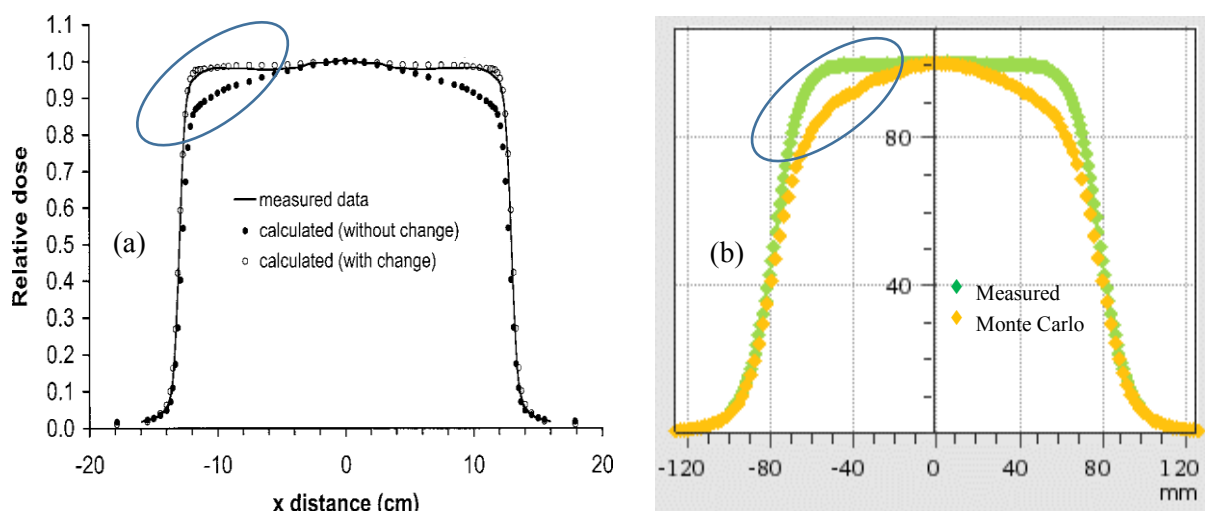 1.1
1.0
0.9
0.8
0.7
0.6
0.5
0.4
0.3
0.2
0.1
0.0
Relative dose
(a)
measured data
calculated (without change)
calculated (with change)
-20 -10 0 10 20
x distance (cm)
80
40
(b)
Measured
Monte Carlo
-120 -80 -40 0 40 80 120
mm